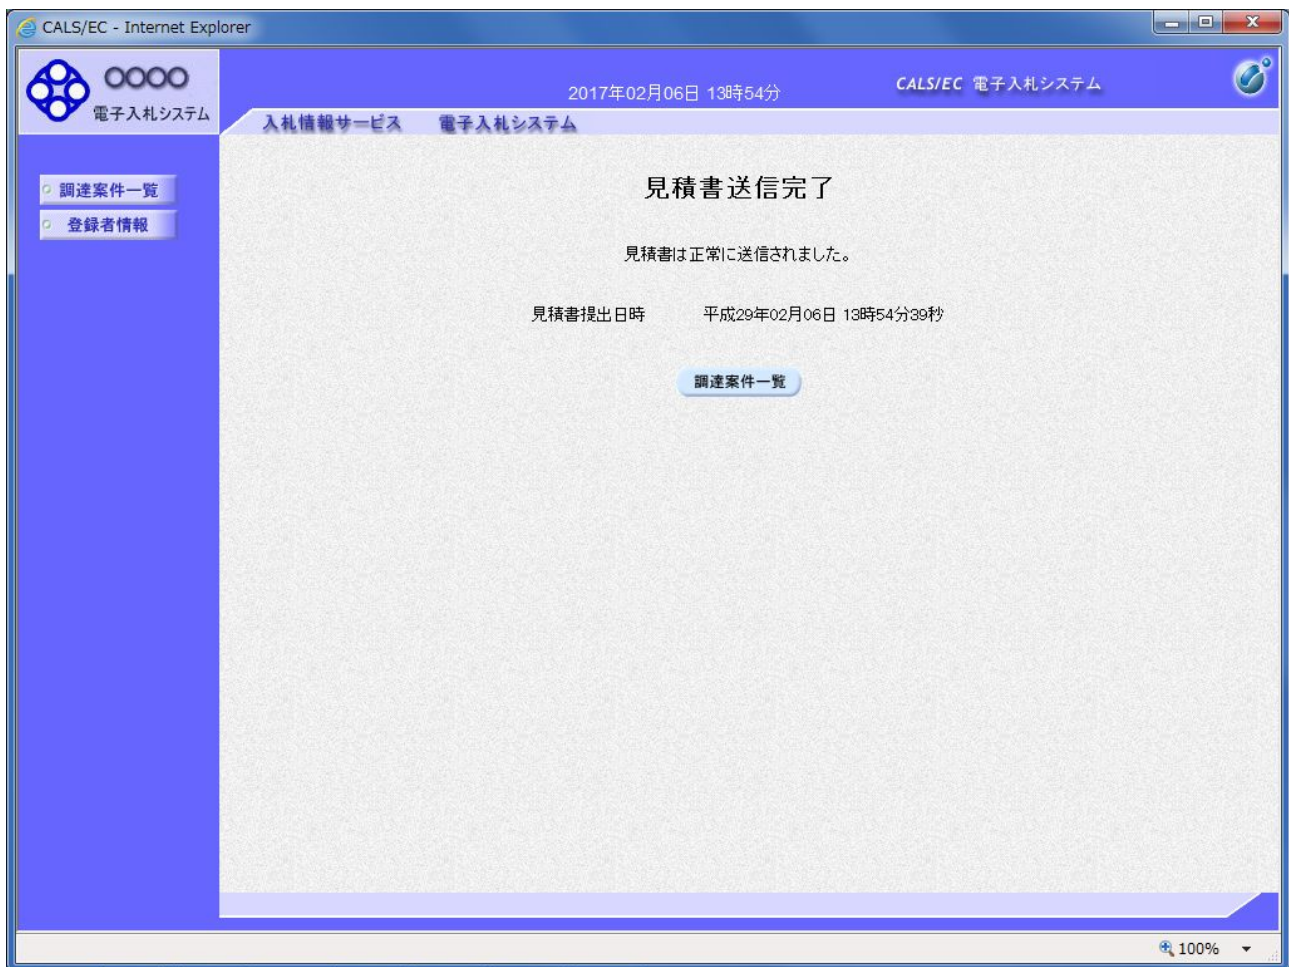 CALS/EC - Internet Explorer
○○○○
電子入札システム
2017年02月06日 13時54分
CALS/EC 電子入札システム
入札情報サービス 電子入札システム
調達案件一覧
登録者情報
見積書送信完了
見積書は正常に送信されました。
見積書提出日時 平成29年02月06日 13時54分39秒
調達案件一覧
100%